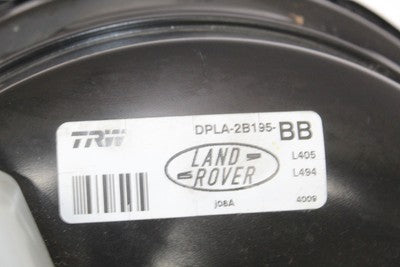 TRW DPLA-2B195-BB
LAND ROVER L405
L494
j08A 4009